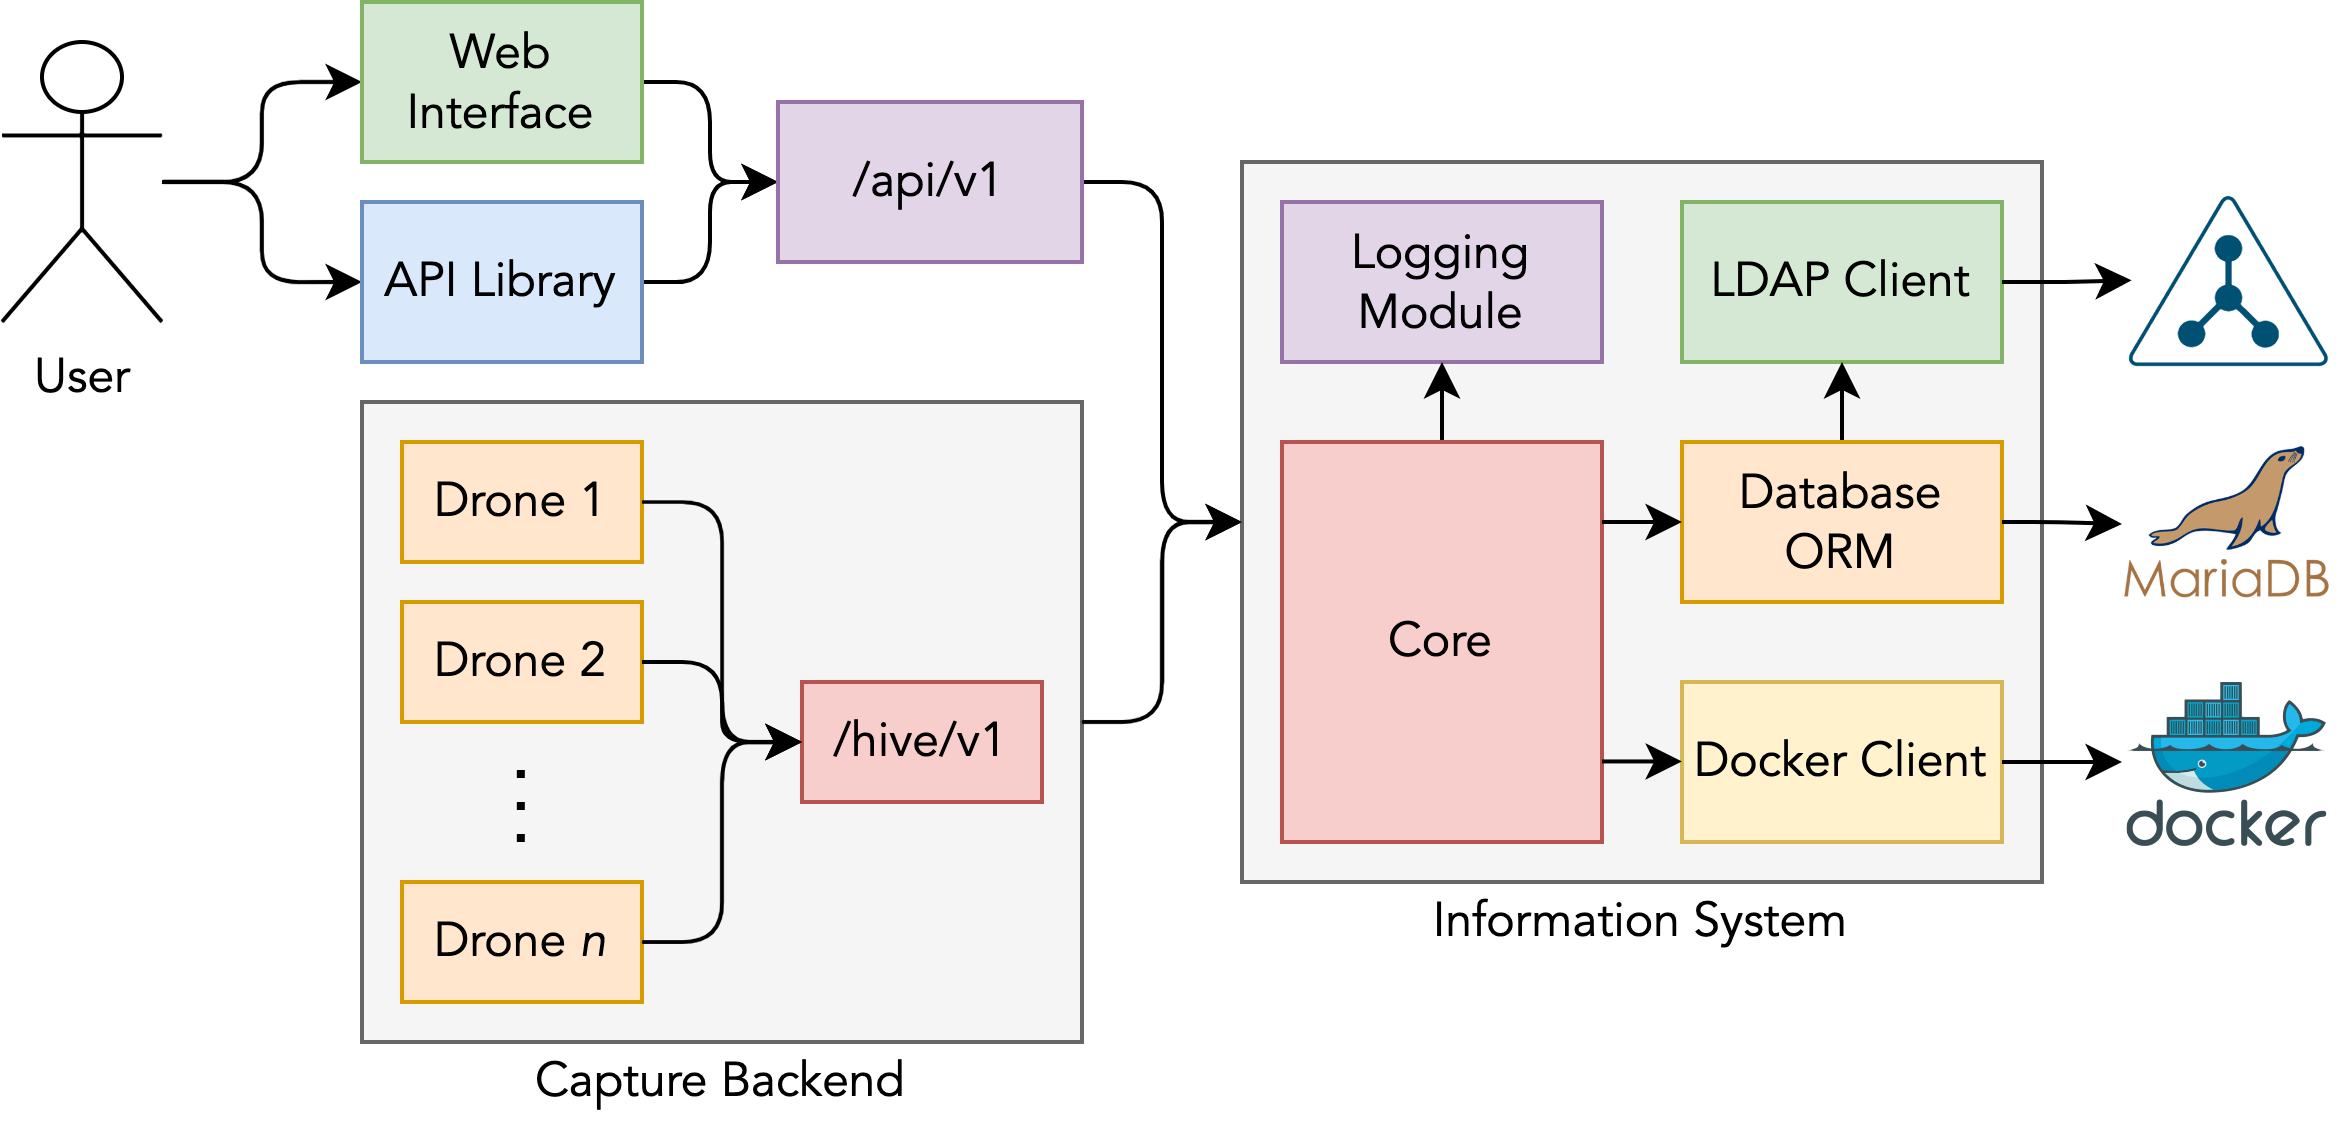 Web
Interface
API Library
/api/v1
User
Drone 1
Drone 2
Drone n
/hive/v1
Capture Backend
Logging
Module
LDAP Client
Core
Database
ORM
Docker Client
Information System
MariaDB
docker